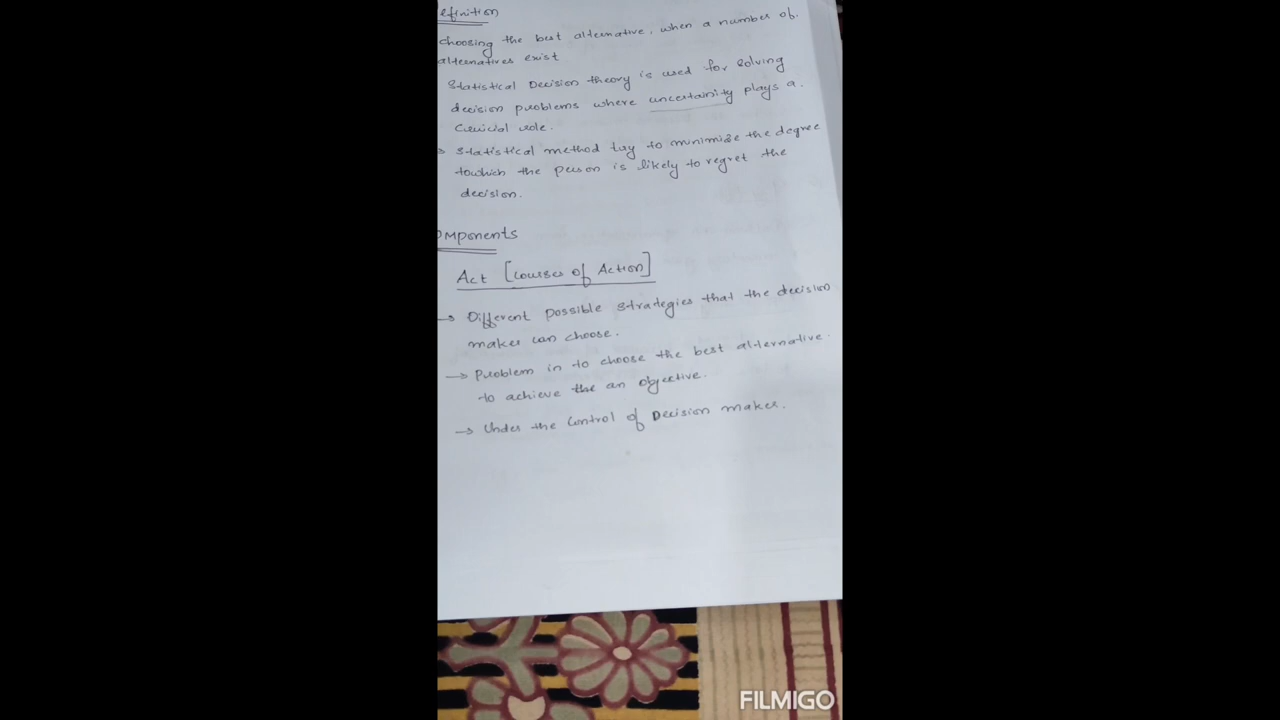 efinition
choosing the best alternative, when a number of.
alternatives exist
Statistical Decision theory is used for solving
decision problems where uncertainity plays a.
Crucial role.
Statistical method try to minimize the degree
towhich the person is likely to regret the
decision.
omponents
Act [Courses of Action]
→ Different possible strategies that the decision
maker can choose.
→ Problem in to choose the best alternative.
to achieve the an objective.
→ Under the control of Decision maker.
FILMIGO